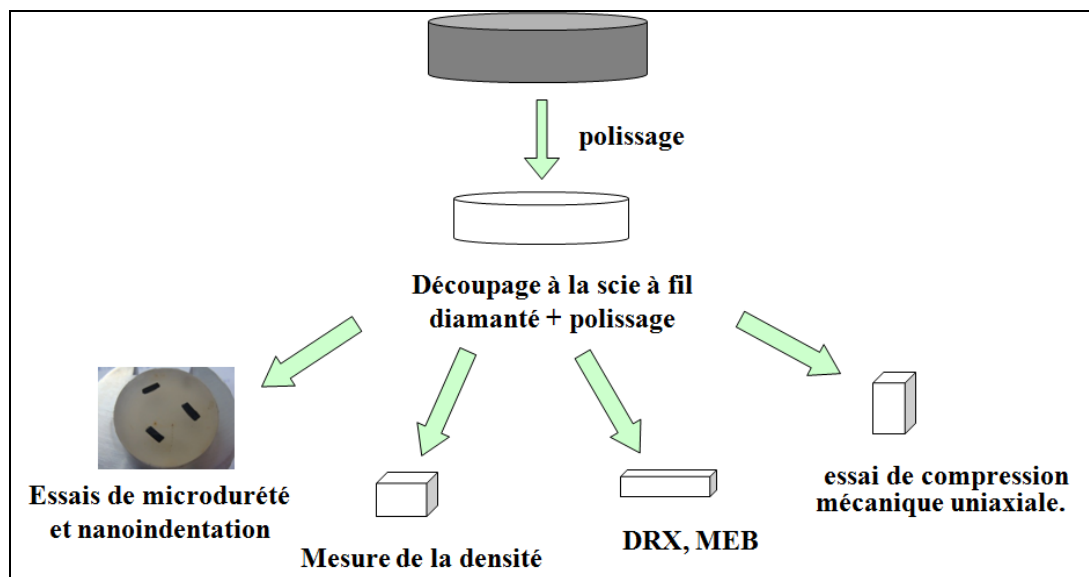 polissage
Découpage à la scie à fil
diamanté + polissage
Essais de microdurété
et nanoindentation
Mesure de la densité
DRX, MEB
essai de compression
mécanique uniaxiale.